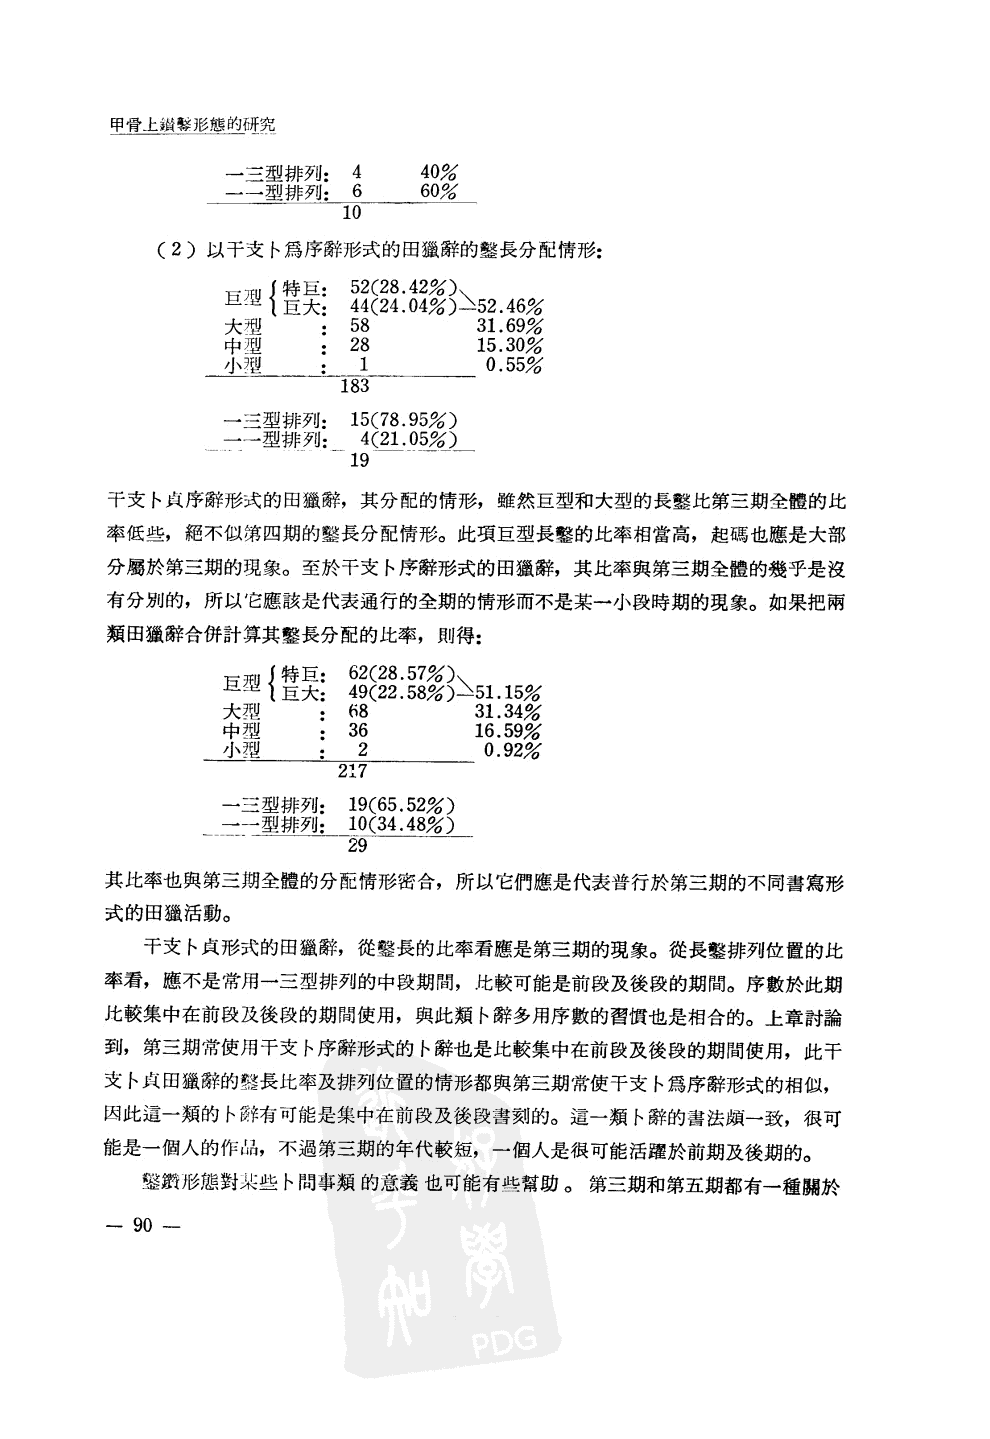 甲骨上鑽鑿形態的研究
一三型排列： 4 40%
一一型排列： 6 60%
10
（2）以干支卜爲序辭形式的田獵辭的鑿長分配情形：
巨型｛特巨： 52(28.42%)
巨大： 44(24.04%) 52.46%
大型 ： 58 31.69%
中型 ： 28 15.30%
小型 ： 1 0.55%
183
一三型排列： 15(78.95%)
一一型排列： 4(21.05%)
19
干支卜貞序辭形式的田獵辭，其分配的情形，雖然巨型和大型的長鑿比第三期全體的比
率低些，絕不似第四期的鑿長分配情形。此項巨型長鑿的比率相當高，起碼也應是大部
分屬於第三期的現象。至於干支卜序辭形式的田獵辭，其比率與第三期全體的幾乎是沒
有分別的，所以它應該是代表通行的全期的情形而不是某一小段時期的現象。如果把兩
類田獵辭合併計算其鑿長分配的比率，則得：
巨型｛特巨： 62(28.57%)
巨大： 49(22.58%) 51.15%
大型 ： 68 31.34%
中型 ： 36 16.59%
小型 ： 2 0.92%
217
一三型排列： 19(65.52%)
一一型排列： 10(34.48%)
29
其比率也與第三期全體的分配情形密合，所以它們應是代表普行於第三期的不同書寫形
式的田獵活動。
干支卜貞形式的田獵辭，從鑿長的比率看應是第三期的現象。從長鑿排列位置的比
率看，應不是常用一三型排列的中段期間，比較可能是前段及後段的期間。序數於此期
比較集中在前段及後段的期間使用，與此類卜辭多用序數的習慣也是相合的。上章討論
到，第三期常使用干支卜序辭形式的卜辭也是比較集中在前段及後段的期間使用，此干
支卜貞田獵辭的鑿長比率及排列位置的情形都與第三期常使干支卜爲序辭形式的相似，
因此這一類的卜辭有可能是集中在前段及後段書刻的。這一類卜辭的書法頗一致，很可
能是一個人的作品，不過第三期的年代較短，一個人是很可能活躍於前期及後期的。
鑿鑽形態對某些卜問事類的意義也可能有些幫助。第三期和第五期都有一種關於
— 90 —
PDG